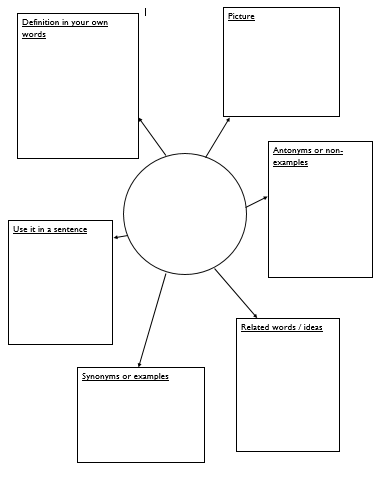 Definition in your own
words
Picture
Antonyms or non-
examples
Use it in a sentence
Related words / ideas
Synonyms or examples